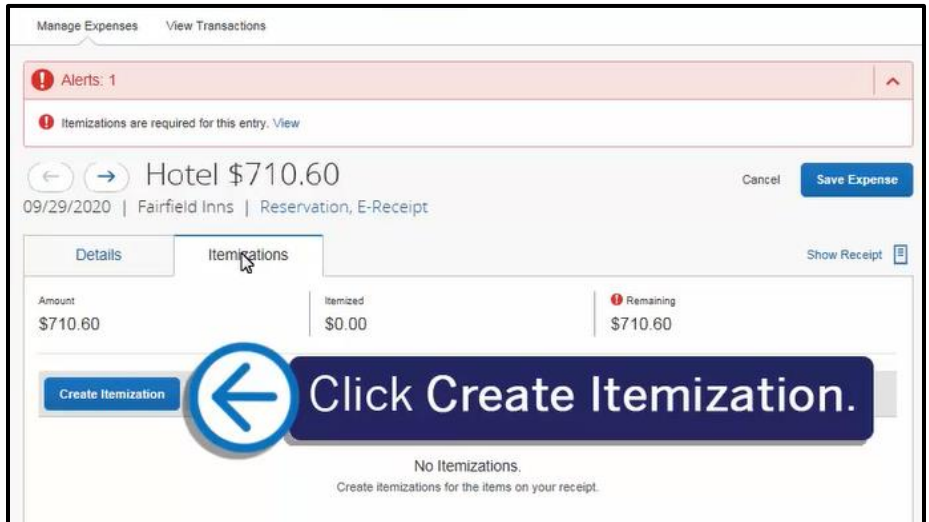 Manage Expenses View Transactions
Alerts: 1
Itemizations are required for this entry. View
Hotel $710.60
Cancel Save Expense
09/29/2020 | Fairfield Inns | Reservation, E-Receipt
Details Itemizations Show Receipt
Amount Itemized Remaining
$710.60 $0.00 $710.60
Create Itemization Click Create Itemization.
No Itemizations.
Create itemizations for the items on your receipt.